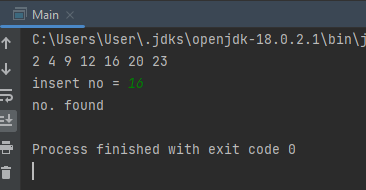 Main
C:\Users\User\.jdks\openjdk-18.0.2.1\bin\j
2 4 9 12 16 20 23
insert no = 16
no. found
Process finished with exit code 0